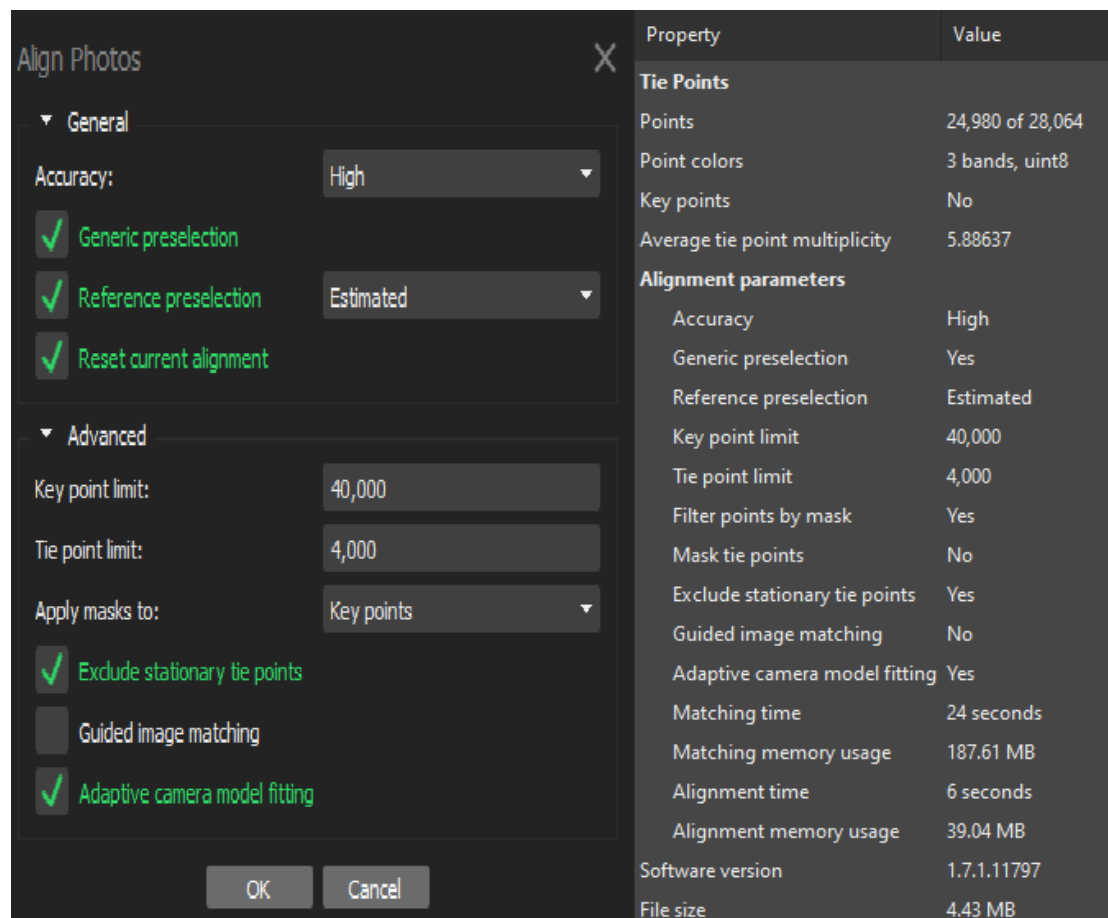 Align Photos
General
Accuracy: High
Generic preselection
Reference preselection Estimated
Reset current alignment
Advanced
Key point limit: 40,000
Tie point limit: 4,000
Apply masks to: Key points
Exclude stationary tie points
Guided image matching
Adaptive camera model fitting
OK Cancel
Property Value
Tie Points
Points 24,980 of 28,064
Point colors 3 bands, uint8
Key points No
Average tie point multiplicity 5.88637
Alignment parameters
Accuracy High
Generic preselection Yes
Reference preselection Estimated
Key point limit 40,000
Tie point limit 4,000
Filter points by mask Yes
Mask tie points No
Exclude stationary tie points Yes
Guided image matching No
Adaptive camera model fitting Yes
Matching time 24 seconds
Matching memory usage 187.61 MB
Alignment time 6 seconds
Alignment memory usage 39.04 MB
Software version 1.7.1.11797
File size 4.43 MB